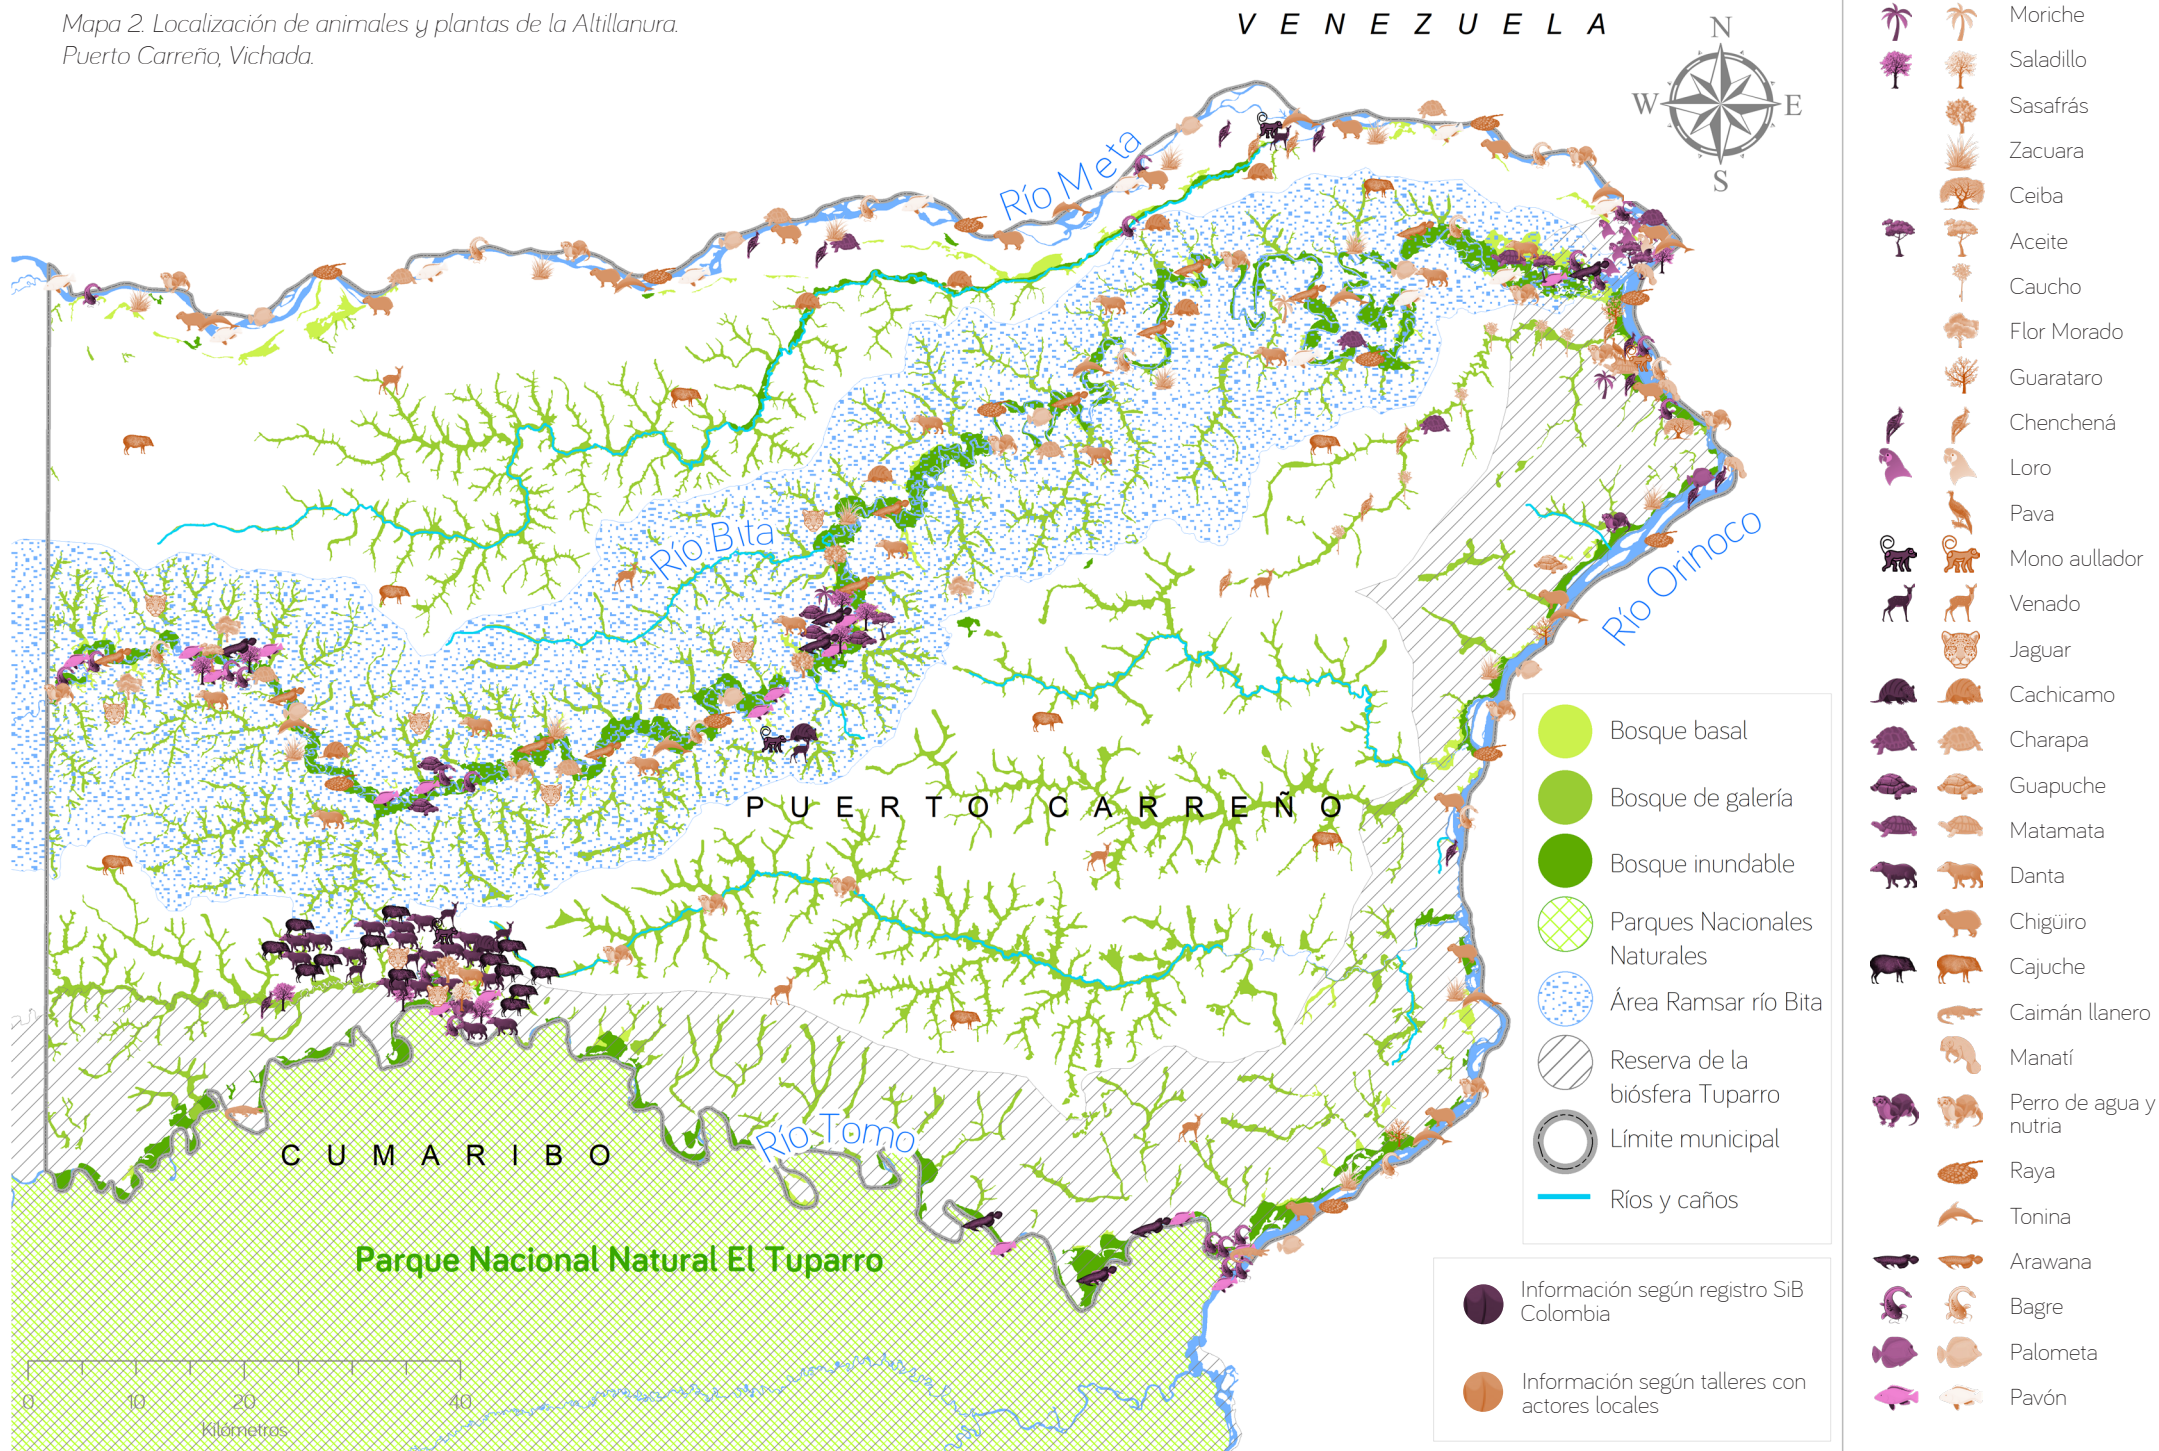 Mapa 2. Localización de animales y plantas de la Altillanura.
Puerto Carreño, Vichada.
VENEZUELA
N
W
E
S
Río Meta
Río Bita
Río Orinoco
PUERTO CARREÑO
CUMARIBO
Río Tomo
Parque Nacional Natural El Tuparro
0
10
20
40
Kilómetros
Bosque basal
Bosque de galería
Bosque inundable
Parques Nacionales
Naturales
Área Ramsar río Bita
Reserva de la
biósfera Tuparro
Límite municipal
Ríos y caños
Información según registro SiB
Colombia
Información según talleres con
actores locales
Moriche
Saladillo
Sasafrás
Zacuara
Ceiba
Aceite
Caucho
Flor Morado
Guarataro
Chenchená
Loro
Pava
Mono aullador
Venado
Jaguar
Cachicamo
Charapa
Guapuche
Matamata
Danta
Chigüiro
Cajuche
Caimán llanero
Manatí
Perro de agua y
nutria
Raya
Tonina
Arawana
Bagre
Palometa
Pavón